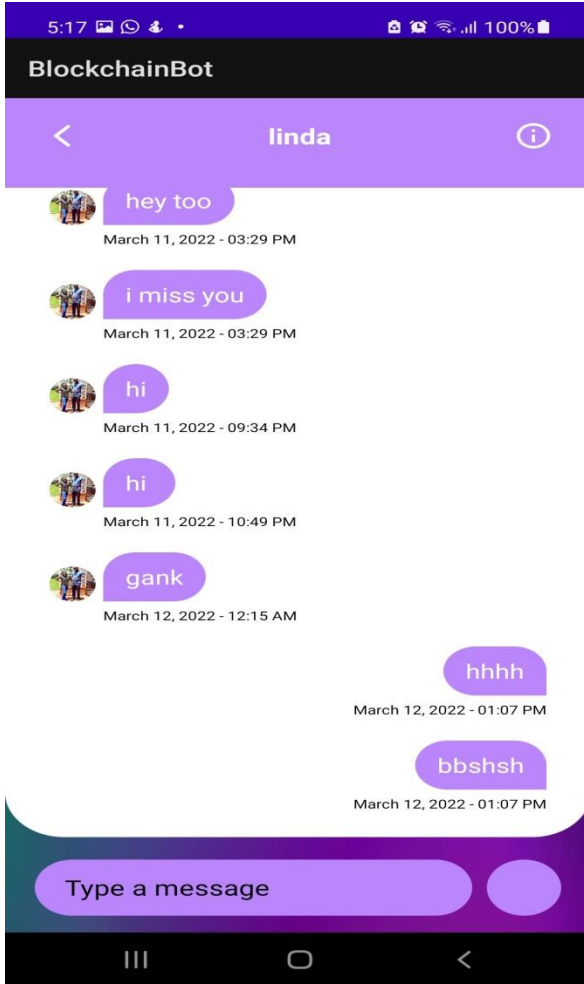 5:17 100%
BlockchainBot
linda
hey too
March 11, 2022 - 03:29 PM
i miss you
March 11, 2022 - 03:29 PM
hi
March 11, 2022 - 09:34 PM
hi
March 11, 2022 - 10:49 PM
gank
March 12, 2022 - 12:15 AM
hhhh
March 12, 2022 - 01:07 PM
bbshsh
March 12, 2022 - 01:07 PM
Type a message